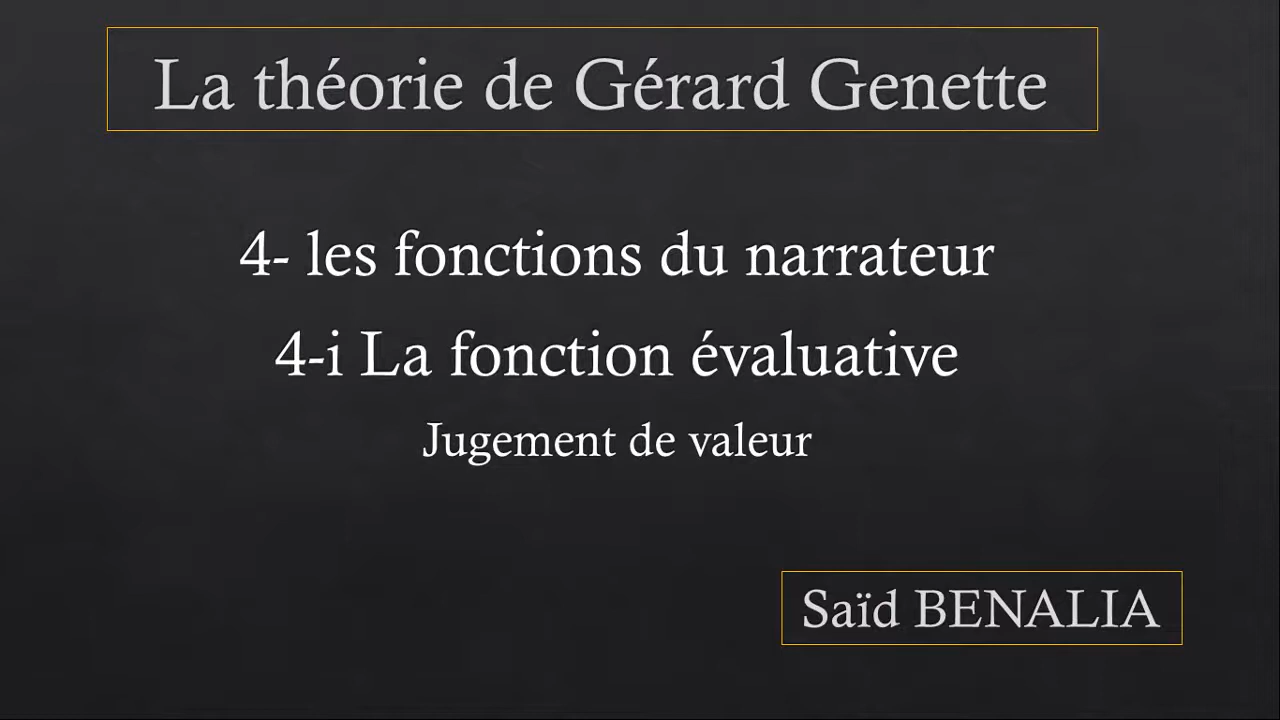 La théorie de Gérard Genette
4- les fonctions du narrateur
4-i La fonction évaluative
Jugement de valeur
Saïd BENALIA